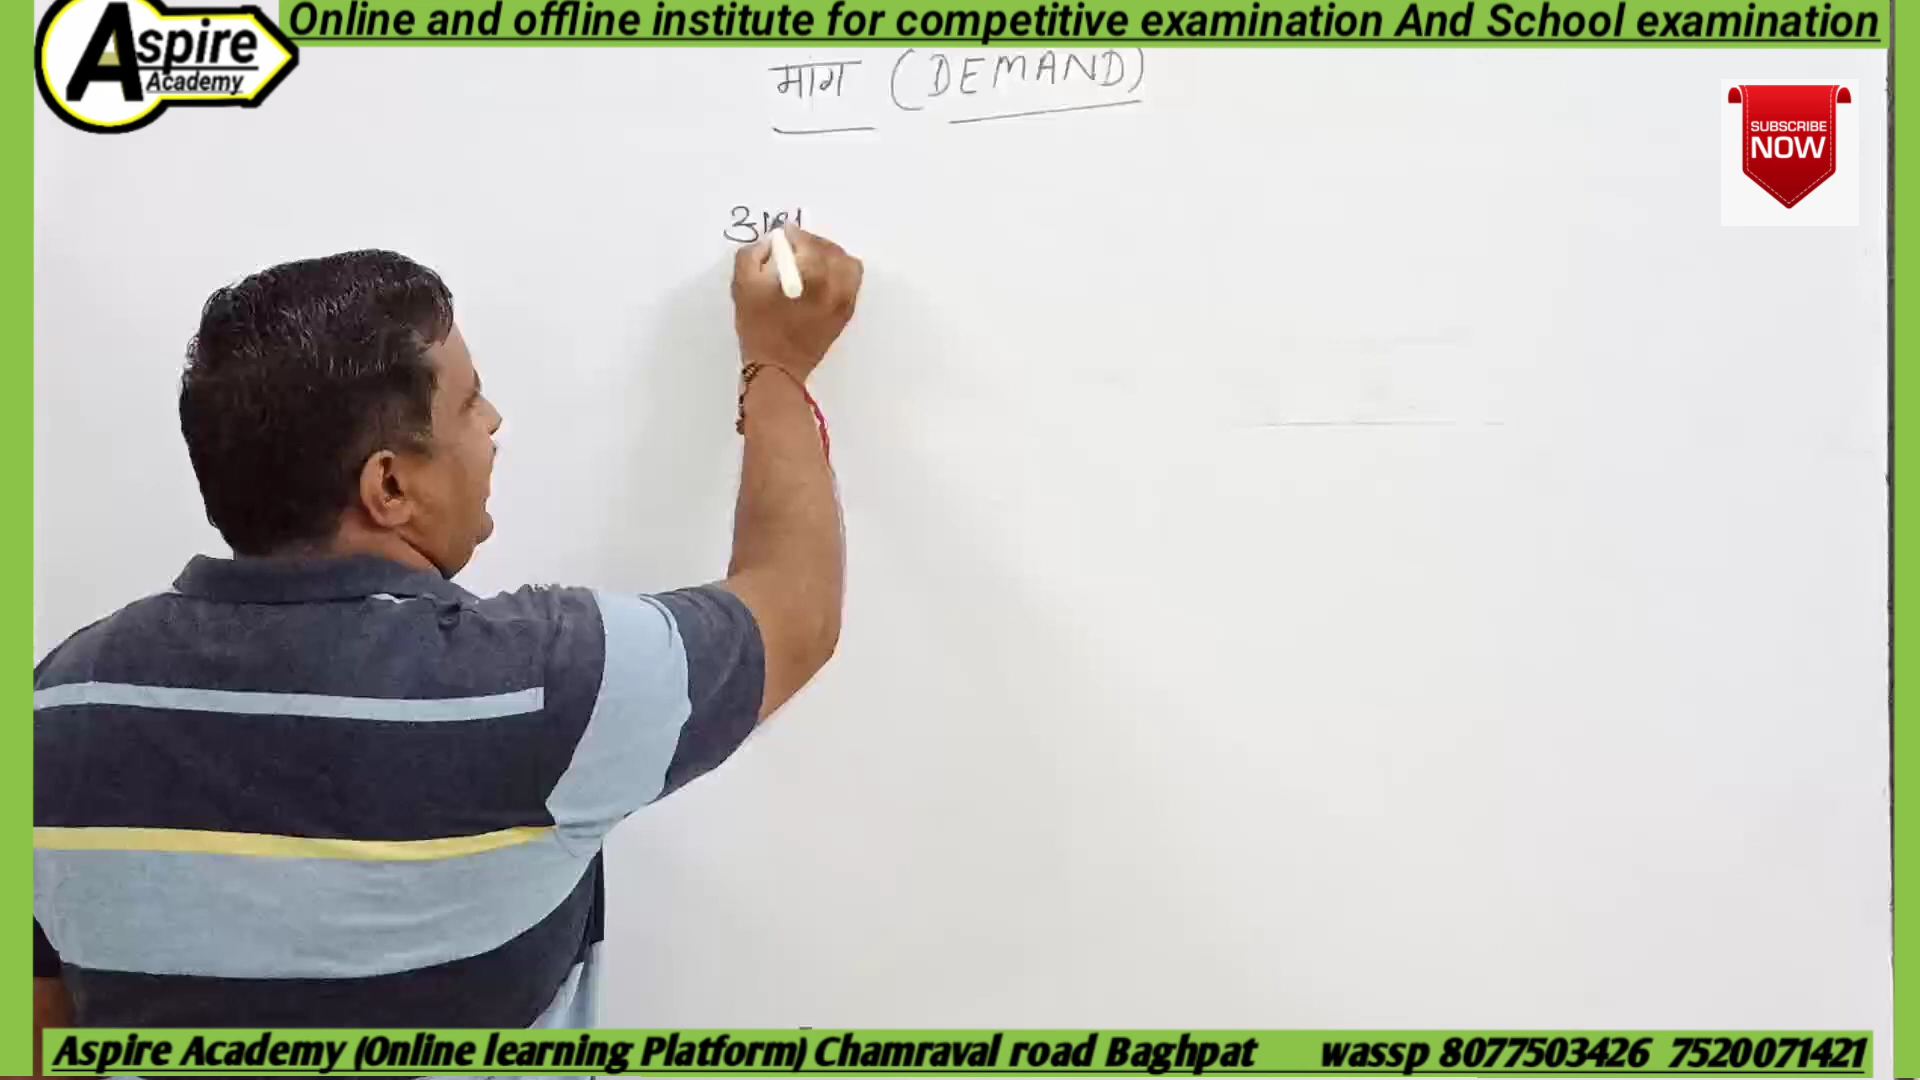 Online and offline institute for competitive examination And School examination
Aspire
Academy
मांग (DEMAND)
SUBSCRIBE
NOW
Aspire Academy (Online learning Platform) Chamraval road Baghpat wassp 8077503426 7520071421